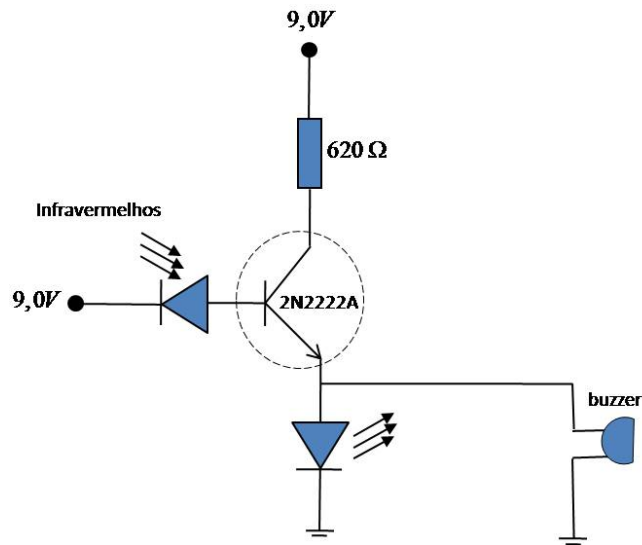 9,0V
620 Ω
Infravermelhos
9,0V
2N2222A
buzzer